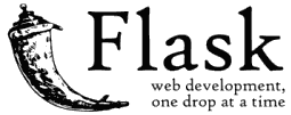 Flask
web development,
one drop at a time